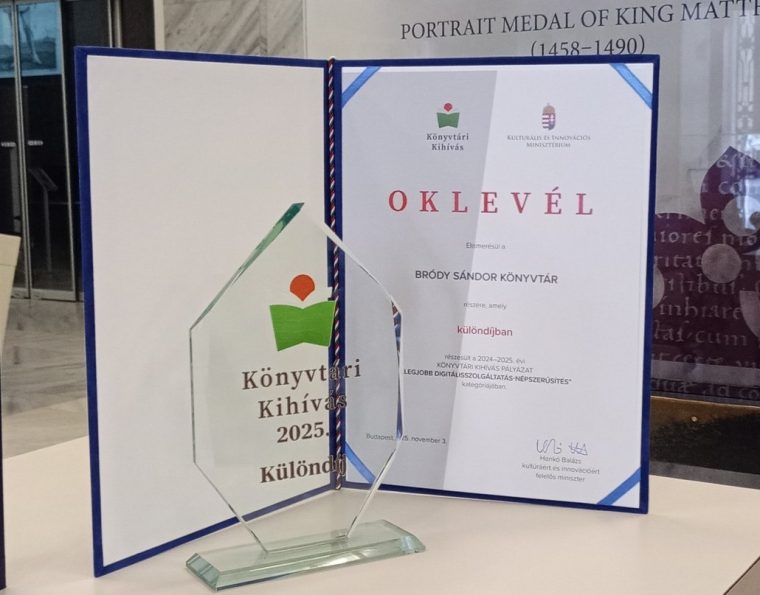 PORTRAIT MEDAL OF KING
(1458–1490)
Könyvtári
Kihívás
KULTURÁLIS ÉS INNOVÁCIÓS
MINISZTÉRIUM
OKLEVÉL
Elismerésül a
BRÓDY SÁNDOR KÖNYVTÁR
részére, amely
különdíjban
részesült a 2024–2025. évi
KÖNYVTÁRI KIHÍVÁS PÁLYÁZAT
LEGJOBB DIGITÁLISSZOLGÁLTATÁS-NÉPSZERŰSÍTÉS"
kategóriájában.
Budapest, november 3.
Hankó Balázs
kultúráért és innovációért
felelős miniszter
Könyvtári
Kihívás
2025.
Különdíj